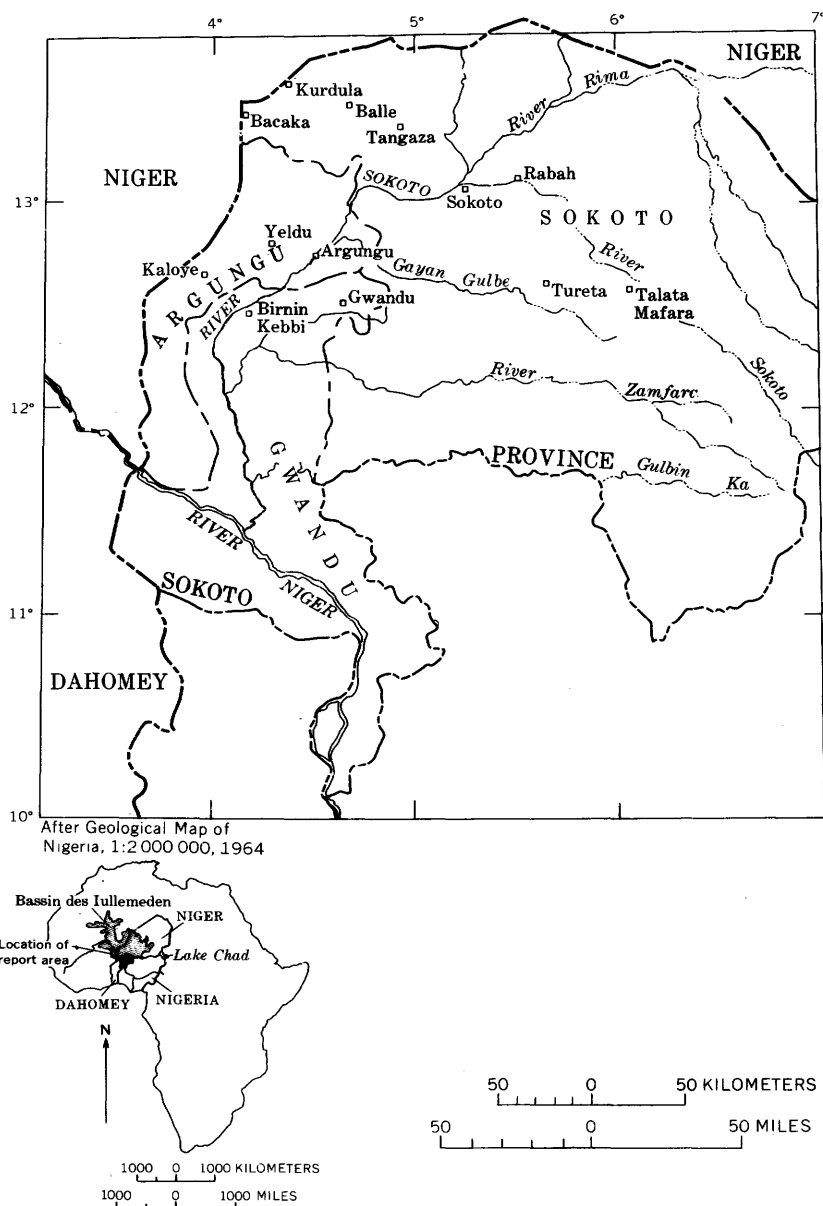 4° 5° 6° 7°
NIGER
Kurdula
Balle
Bacaka
Tangaza
River Rima
NIGER
13°
SOKOTO
Rabah
Sokoto
SOKOTO
Yeldu
Argungu
Kaloye
ARGUNGU
RIVER
Gayan Gulbe
River
Tureta
Talata
Mafara
Gwandu
Birnin
Kebbi
12°
River Zamfarc
Sokoto
GWANDU
PROVINCE
Gulbin Ka
RIVER NIGER
SOKOTO
11°
DAHOMEY
10°
After Geological Map of
Nigeria, 1:2 000 000, 1964
Bassin des Iullemeden
NIGER
Location of
report area
Lake Chad
DAHOMEY
NIGERIA
N
50 0 50 KILOMETERS
50 0 50 MILES
1000 0 1000 KILOMETERS
1000 0 1000 MILES